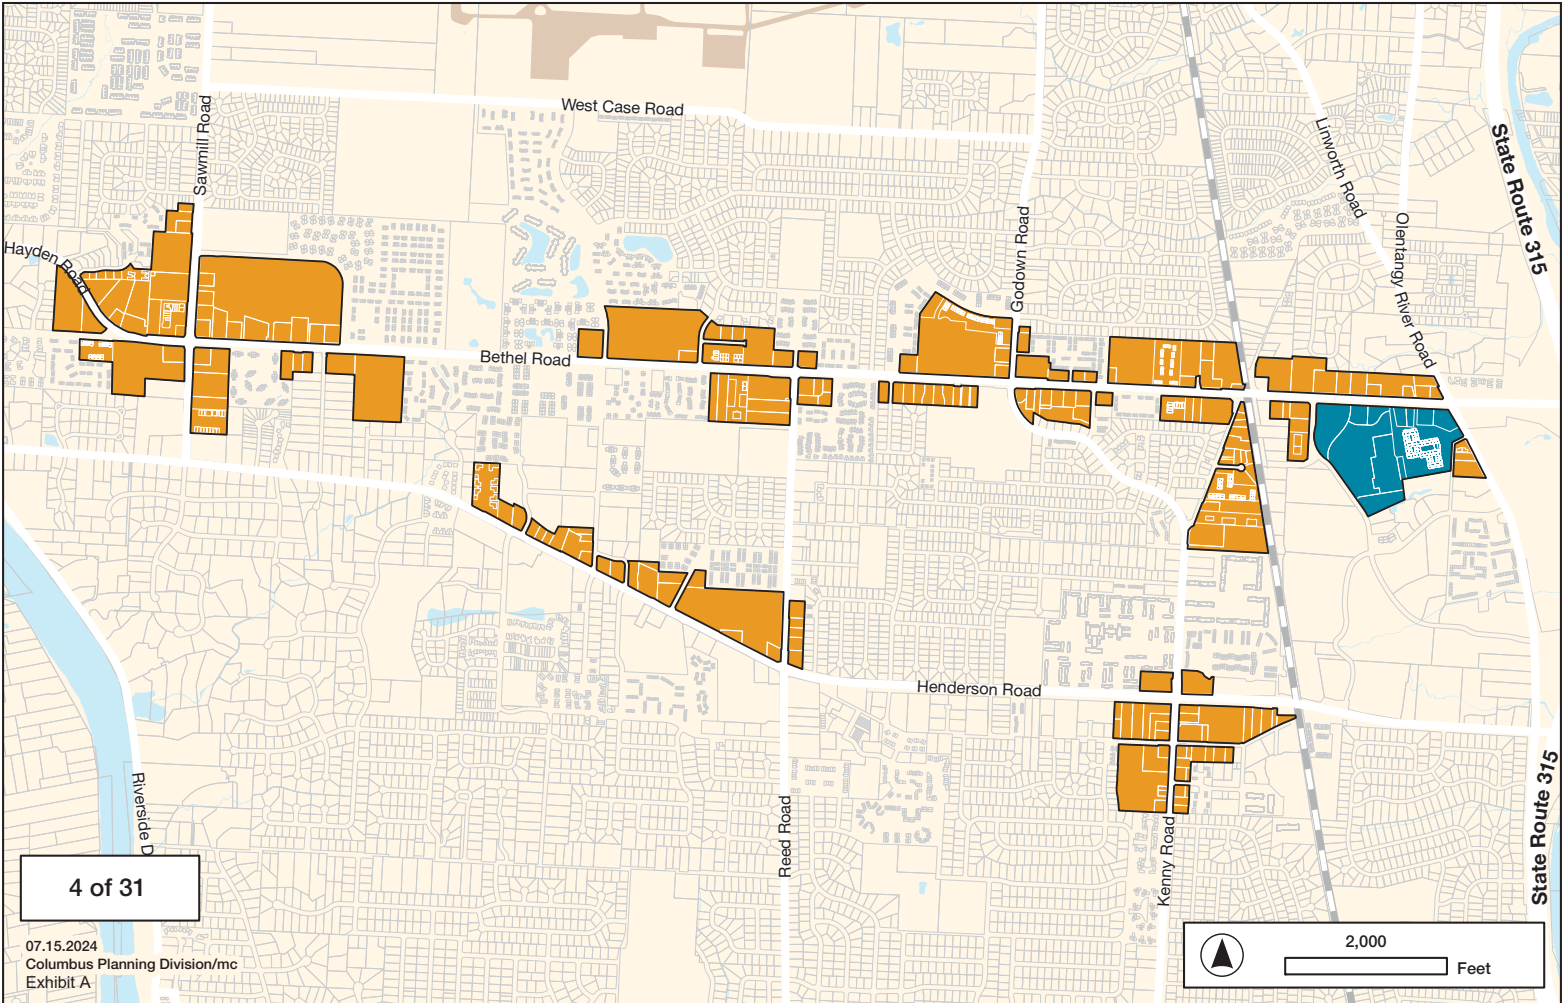 West Case Road
Sawmill Road
Linworth Road
State Route 315
Hayden Road
Godown Road
Olentangy River Road
Bethel Road
Henderson Road
Riverside D
Reed Road
Kenny Road
State Route 315
4 of 31
07.15.2024
Columbus Planning Division/mc
Exhibit A
2,000
Feet